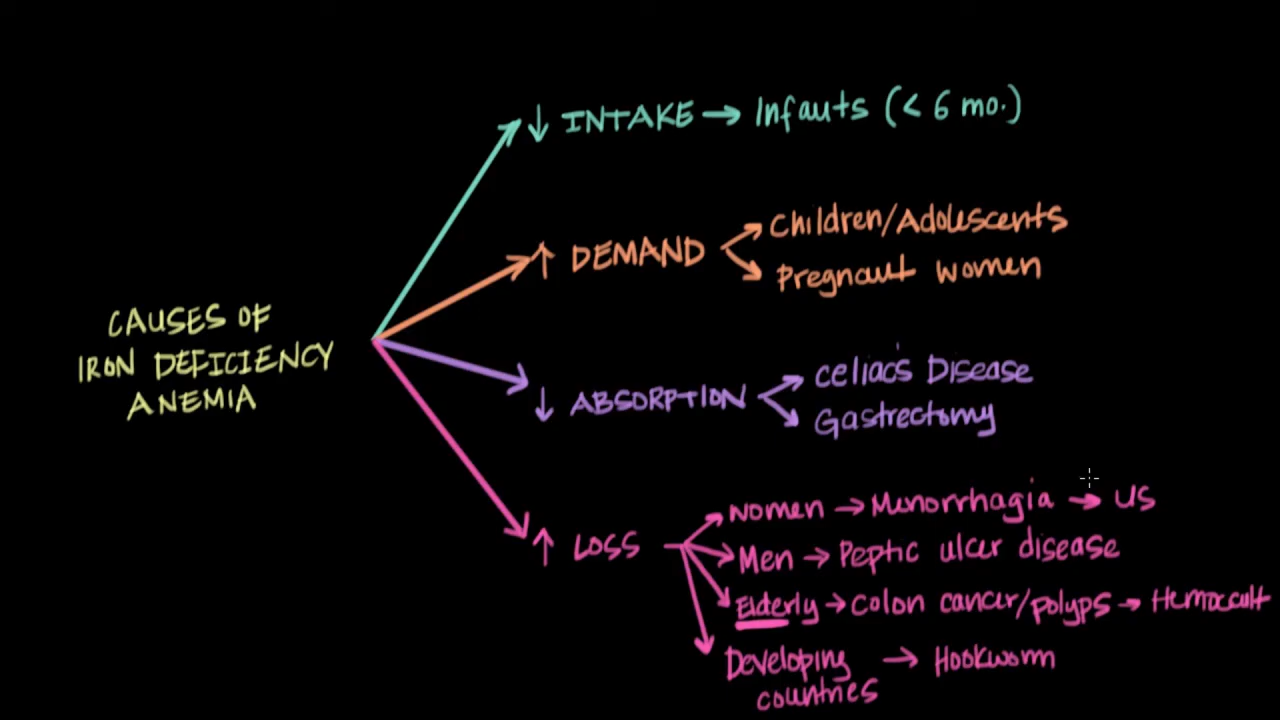 ↓ INTAKE → Infants (< 6 mo.)
↑ DEMAND
Children/Adolescents
Pregnant women
CAUSES OF
IRON DEFICIENCY
ANEMIA
↓ ABSORPTION
Celiac's Disease
Gastrectomy
↑ LOSS
Women → Menorrhagia → US
Men → Peptic ulcer disease
Elderly → Colon cancer/polyps → Hemoccult
Developing → Hookworm
countries